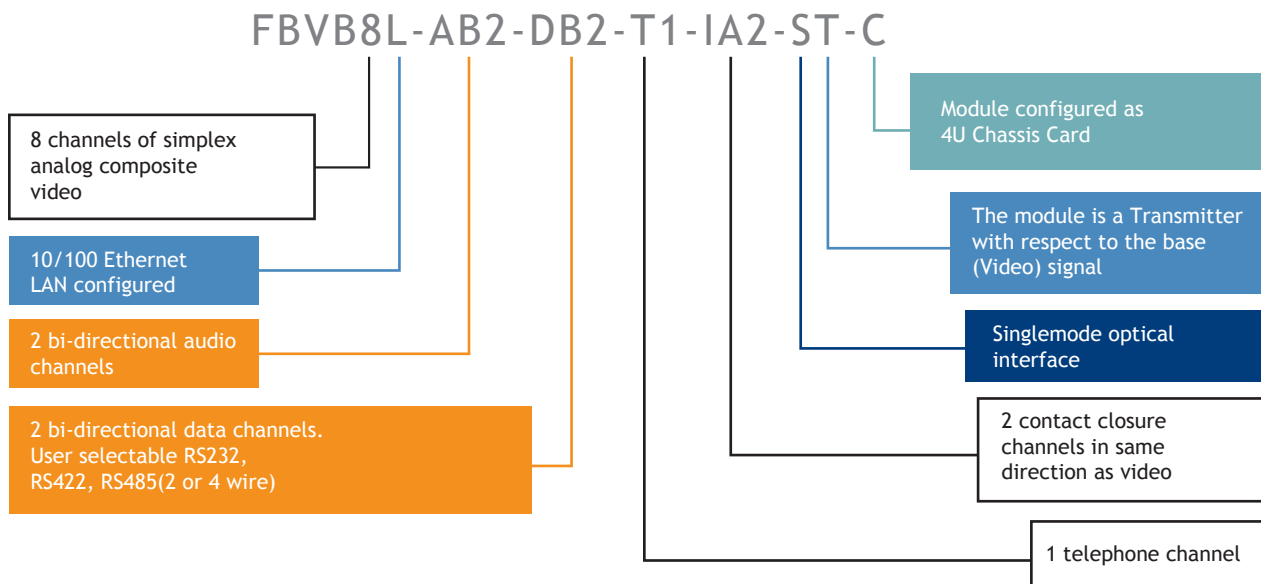 FBVB8L-AB2-DB2-T1-IA2-ST-C
8 channels of simplex
analog composite
video
10/100 Ethernet
LAN configured
2 bi-directional audio
channels
2 bi-directional data channels.
User selectable RS232,
RS422, RS485(2 or 4 wire)
Module configured as
4U Chassis Card
The module is a Transmitter
with respect to the base
(Video) signal
Singlemode optical
interface
2 contact closure
channels in same
direction as video
1 telephone channel